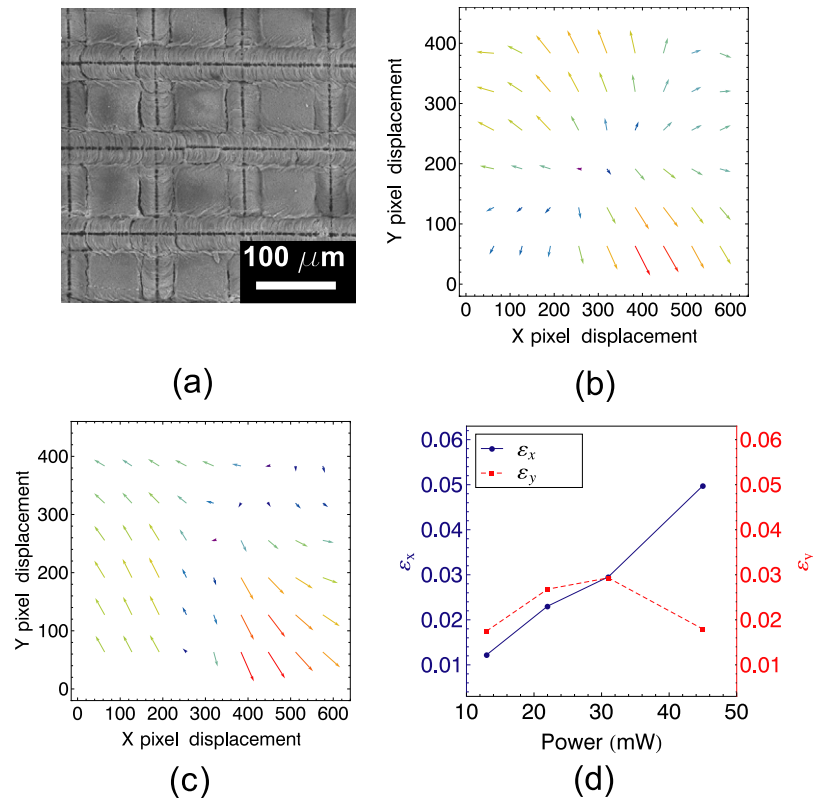 100 μm
(a)
Y pixel displacement
400
300
200
100
0
0 100 200 300 400 500 600
X pixel displacement
(b)
Y pixel displacement
400
300
200
100
0
0 100 200 300 400 500 600
X pixel displacement
(c)
εx
εy
0.06
0.05
0.04
0.03
0.02
0.01
εx
0.06
0.05
0.04
0.03
0.02
0.01
εy
10 20 30 40 50
Power (mW)
(d)